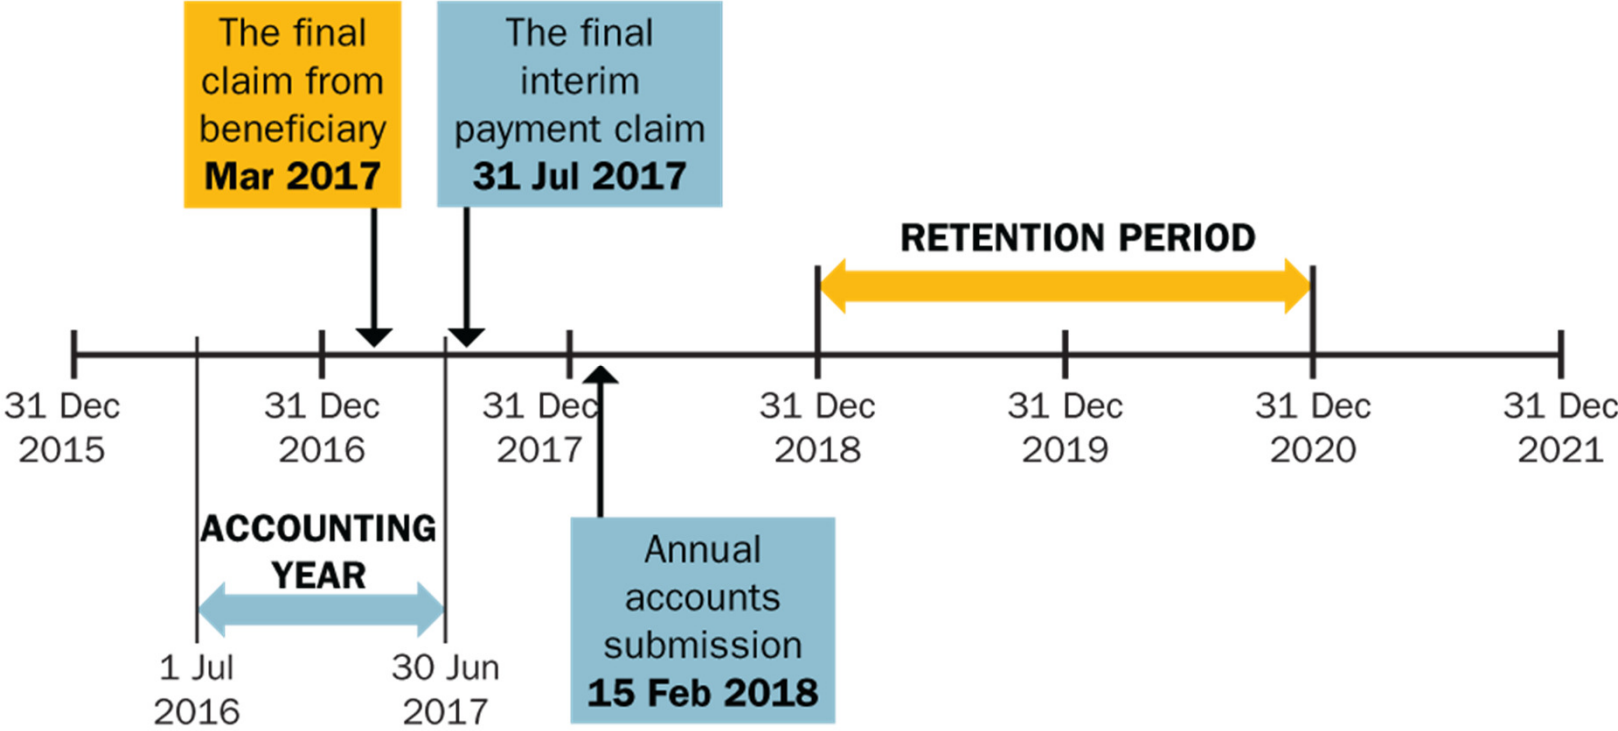 The final
claim from
beneficiary
Mar 2017
The final
interim
payment claim
31 Jul 2017
RETENTION PERIOD
31 Dec
2015
31 Dec
2016
31 Dec
2017
31 Dec
2018
31 Dec
2019
31 Dec
2020
31 Dec
2021
ACCOUNTING
YEAR
1 Jul
2016
30 Jun
2017
Annual
accounts
submission
15 Feb 2018